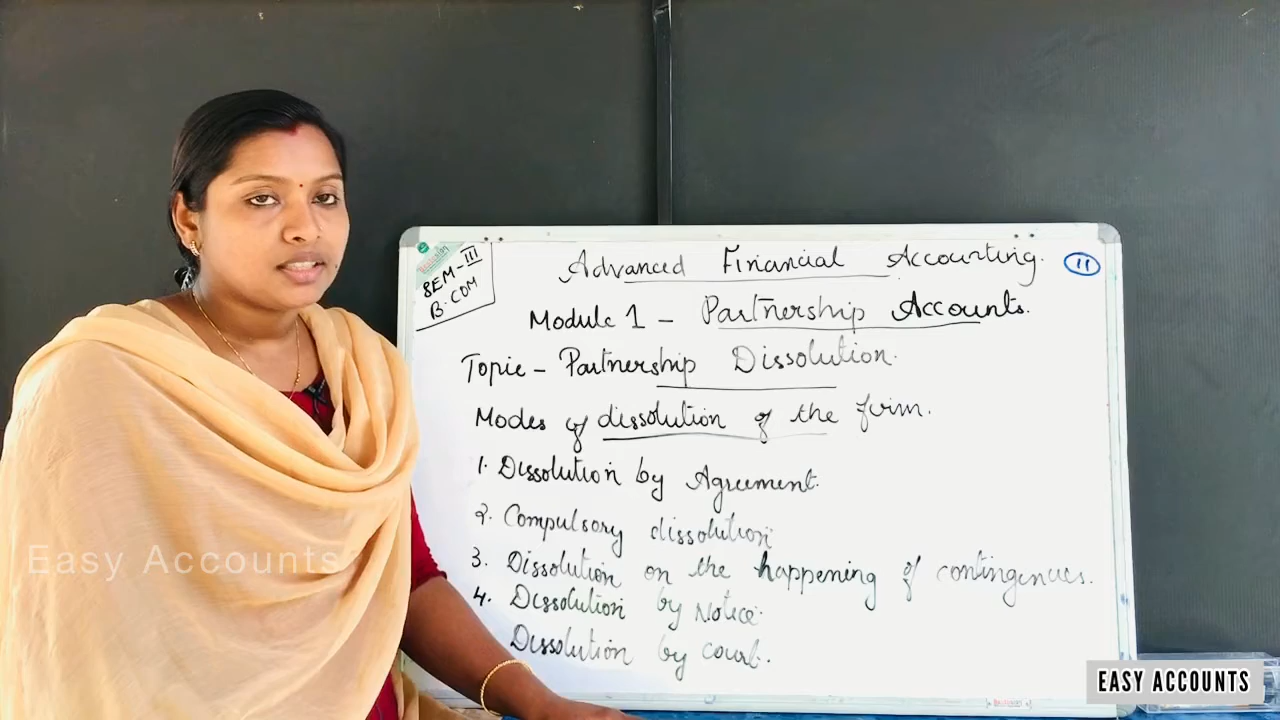 SEM-III
B.COM
Advanced Financial Accounting.
11
Module 1 - Partnership Accounts.
Topic - Partnership Dissolution.
Modes of dissolution of the firm.
1. Dissolution by Agreement.
2. Compulsory dissolution
3. Dissolution on the happening of contingencies.
4. Dissolution by Notice
Dissolution by court.
Easy Accounts
EASY ACCOUNTS